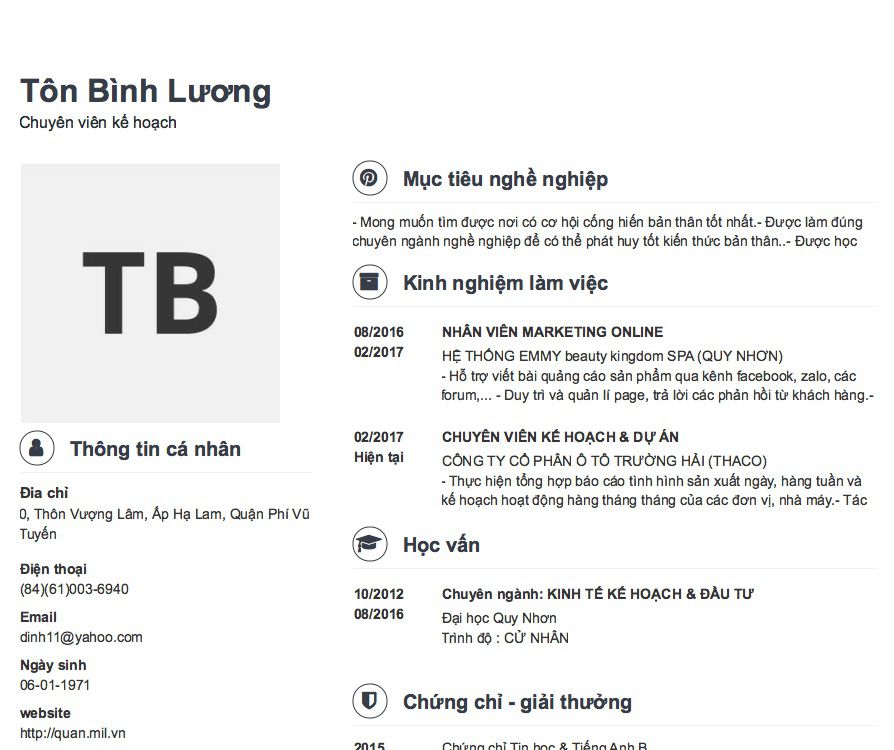 Tôn Bình Lương
Chuyên viên kế hoạch
TB
Thông tin cá nhân
Đia chỉ
0, Thôn Vượng Lâm, Ấp Hạ Lam, Quận Phí Vũ
Tuyến
Điện thoại
(84)(61)003-6940
Email
dinh11@yahoo.com
Ngày sinh
06-01-1971
website
http://quan.mil.vn
Mục tiêu nghề nghiệp
- Mong muốn tìm được nơi có cơ hội cống hiến bản thân tốt nhất.- Được làm đúng
chuyên ngành nghề nghiệp để có thể phát huy tốt kiến thức bản thân..- Được học
Kinh nghiệm làm việc
08/2016 NHÂN VIÊN MARKETING ONLINE
02/2017 HỆ THỐNG EMMY beauty kingdom SPA (QUY NHƠN)
- Hỗ trợ viết bài quảng cáo sản phẩm qua kênh facebook, zalo, các
forum,... - Duy trì và quản lí page, trả lời các phản hồi từ khách hàng.-
02/2017 CHUYÊN VIÊN KẾ HOẠCH & DỰ ÁN
Hiện tại CÔNG TY CỔ PHẦN Ô TÔ TRƯỜNG HẢI (THACO)
- Thực hiện tổng hợp báo cáo tình hình sản xuất ngày, hàng tuần và
kế hoạch hoạt động hàng tháng tháng của các đơn vị, nhà máy.- Tác
Học vấn
10/2012 Chuyên ngành: KINH TẾ KẾ HOẠCH & ĐẦU TƯ
08/2016 Đại học Quy Nhơn
Trình độ : CỬ NHÂN
Chứng chỉ - giải thưởng
2015 Chứng chỉ Tin học & Tiếng Anh B